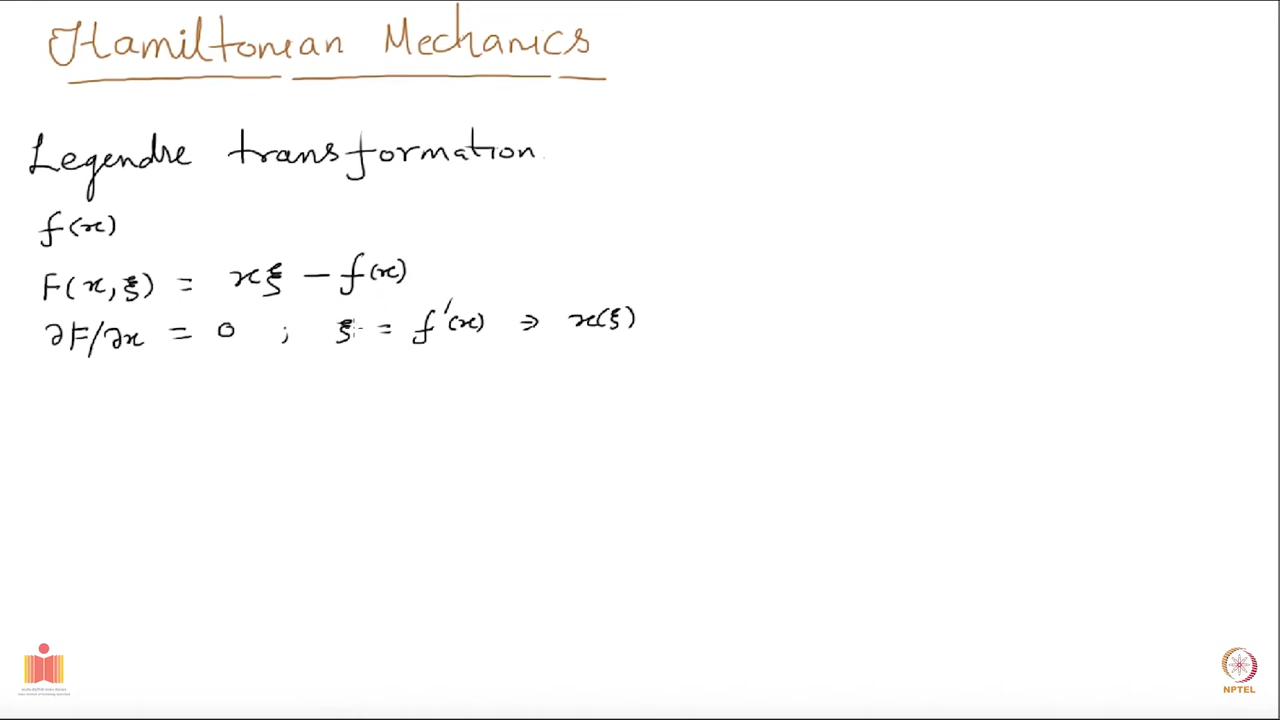 Hamiltonian Mechanics
Legendre transformation
f(x)
F(x, ξ) = xξ − f(x)
∂F/∂x = 0 ; ξ = f'(x) ⇒ x(ξ)
NPTEL